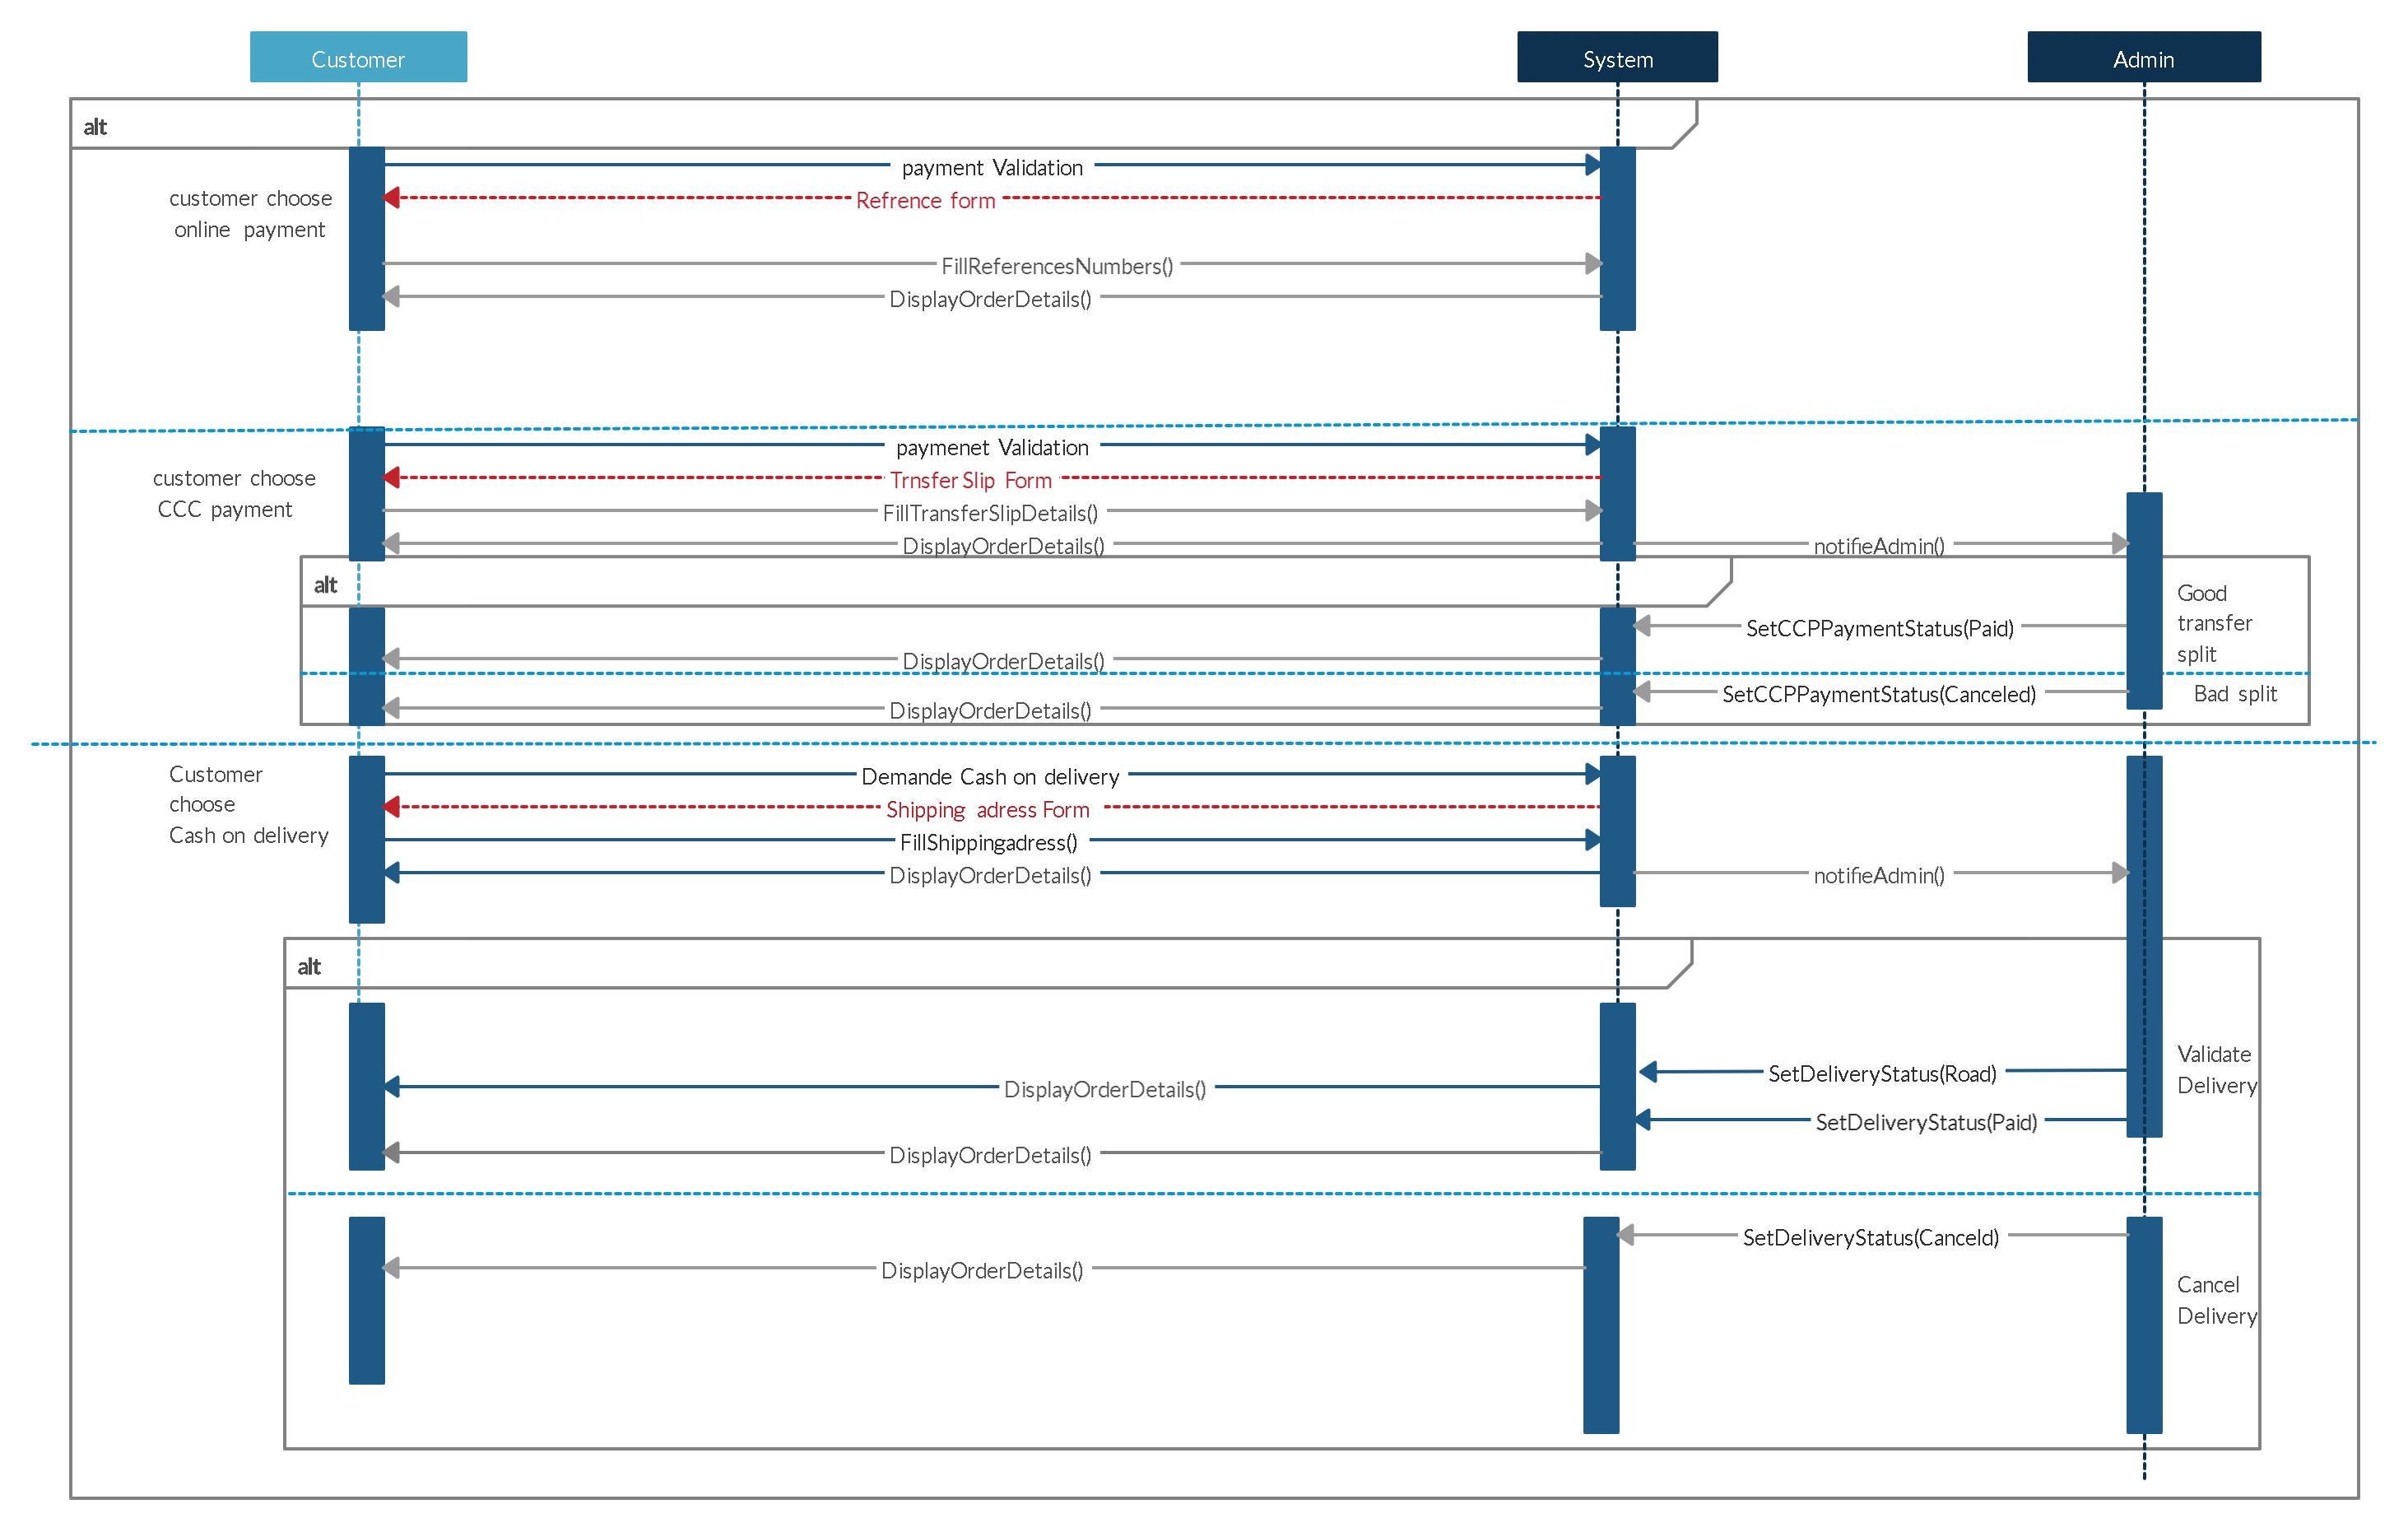 Customer
System
Admin
alt
payment Validation
customer choose
online payment
Refrence form
FillReferencesNumbers()
DisplayOrderDetails()
paymenet Validation
customer choose
CCC payment
Trnsfer Slip Form
FillTransferSlipDetails()
DisplayOrderDetails()
notifieAdmin()
alt
Good
transfer
split
SetCCPPaymentStatus(Paid)
DisplayOrderDetails()
SetCCPPaymentStatus(Canceled)
Bad split
DisplayOrderDetails()
Customer
choose
Cash on delivery
Demande Cash on delivery
Shipping adress Form
FillShippingadress()
DisplayOrderDetails()
notifieAdmin()
alt
Validate
Delivery
SetDeliveryStatus(Road)
DisplayOrderDetails()
SetDeliveryStatus(Paid)
DisplayOrderDetails()
SetDeliveryStatus(Canceld)
DisplayOrderDetails()
Cancel
Delivery